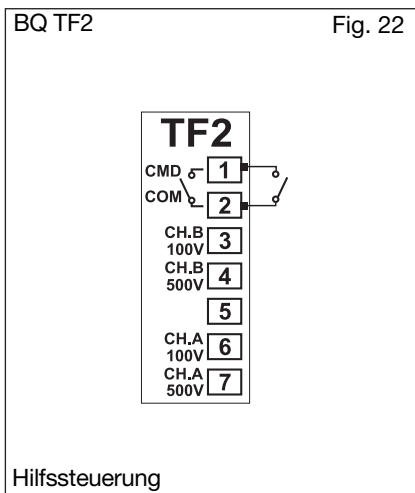 BQ TF2 Fig. 22
TF2
CMD 1
COM 2
CH.B
100V 3
CH.B
500V 4
5
CH.A
100V 6
CH.A
500V 7
Hilfssteuerung